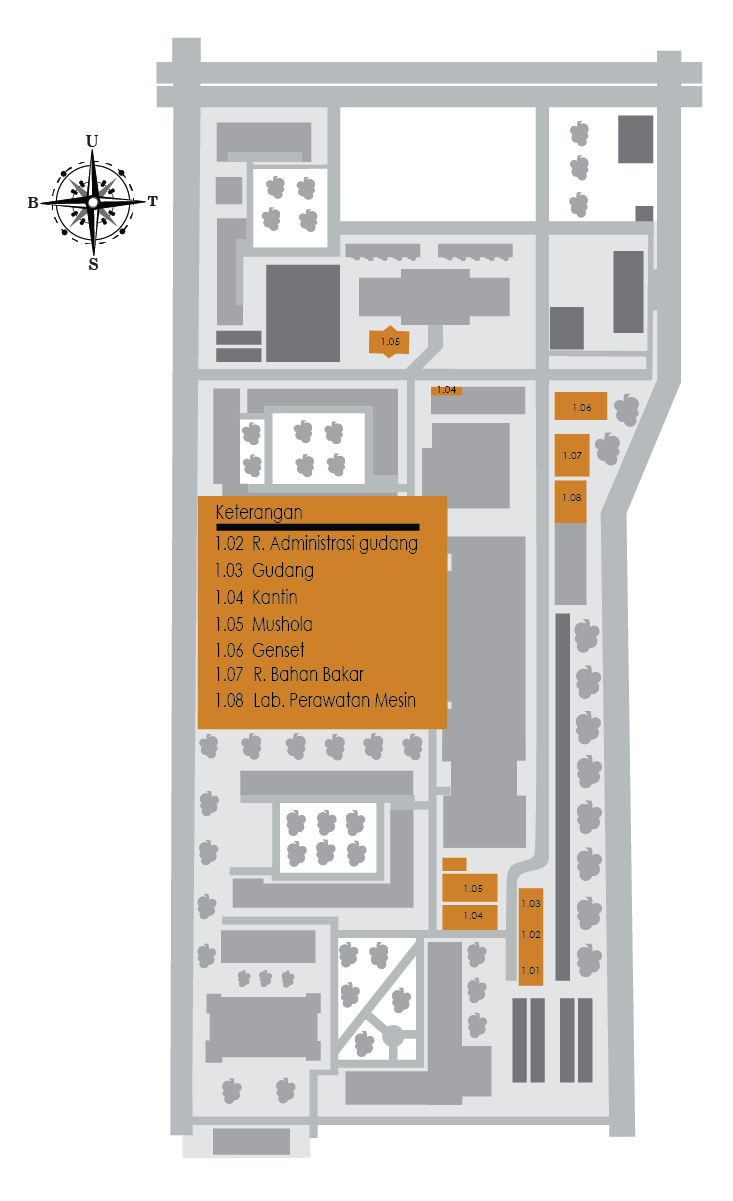 U
B
T
S
1.05
1.04
1.06
1.07
1.08
Keterangan
1.02 R. Administrasi gudang
1.03 Gudang
1.04 Kantin
1.05 Mushola
1.06 Genset
1.07 R. Bahan Bakar
1.08 Lab. Perawatan Mesin
1.05
1.03
1.04
1.02
1.01